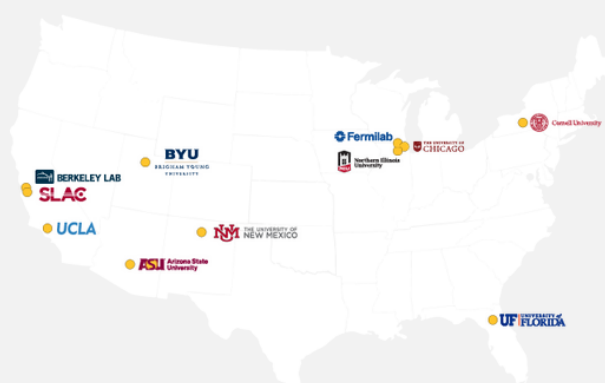 Fermilab
THE UNIVERSITY OF
CHICAGO
Northern Illinois
University
Cornell University
BYU
BRIGHAM YOUNG
UNIVERSITY
BERKELEY LAB
SLAC
UCLA
NM
THE UNIVERSITY OF
NEW MEXICO
ASU Arizona State
University
UF UNIVERSITY of
FLORIDA